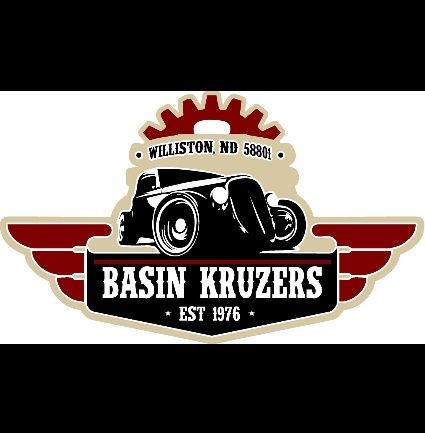 • WILLISTON, ND 58801 •
BASIN KRUZERS
★ EST 1976 ★